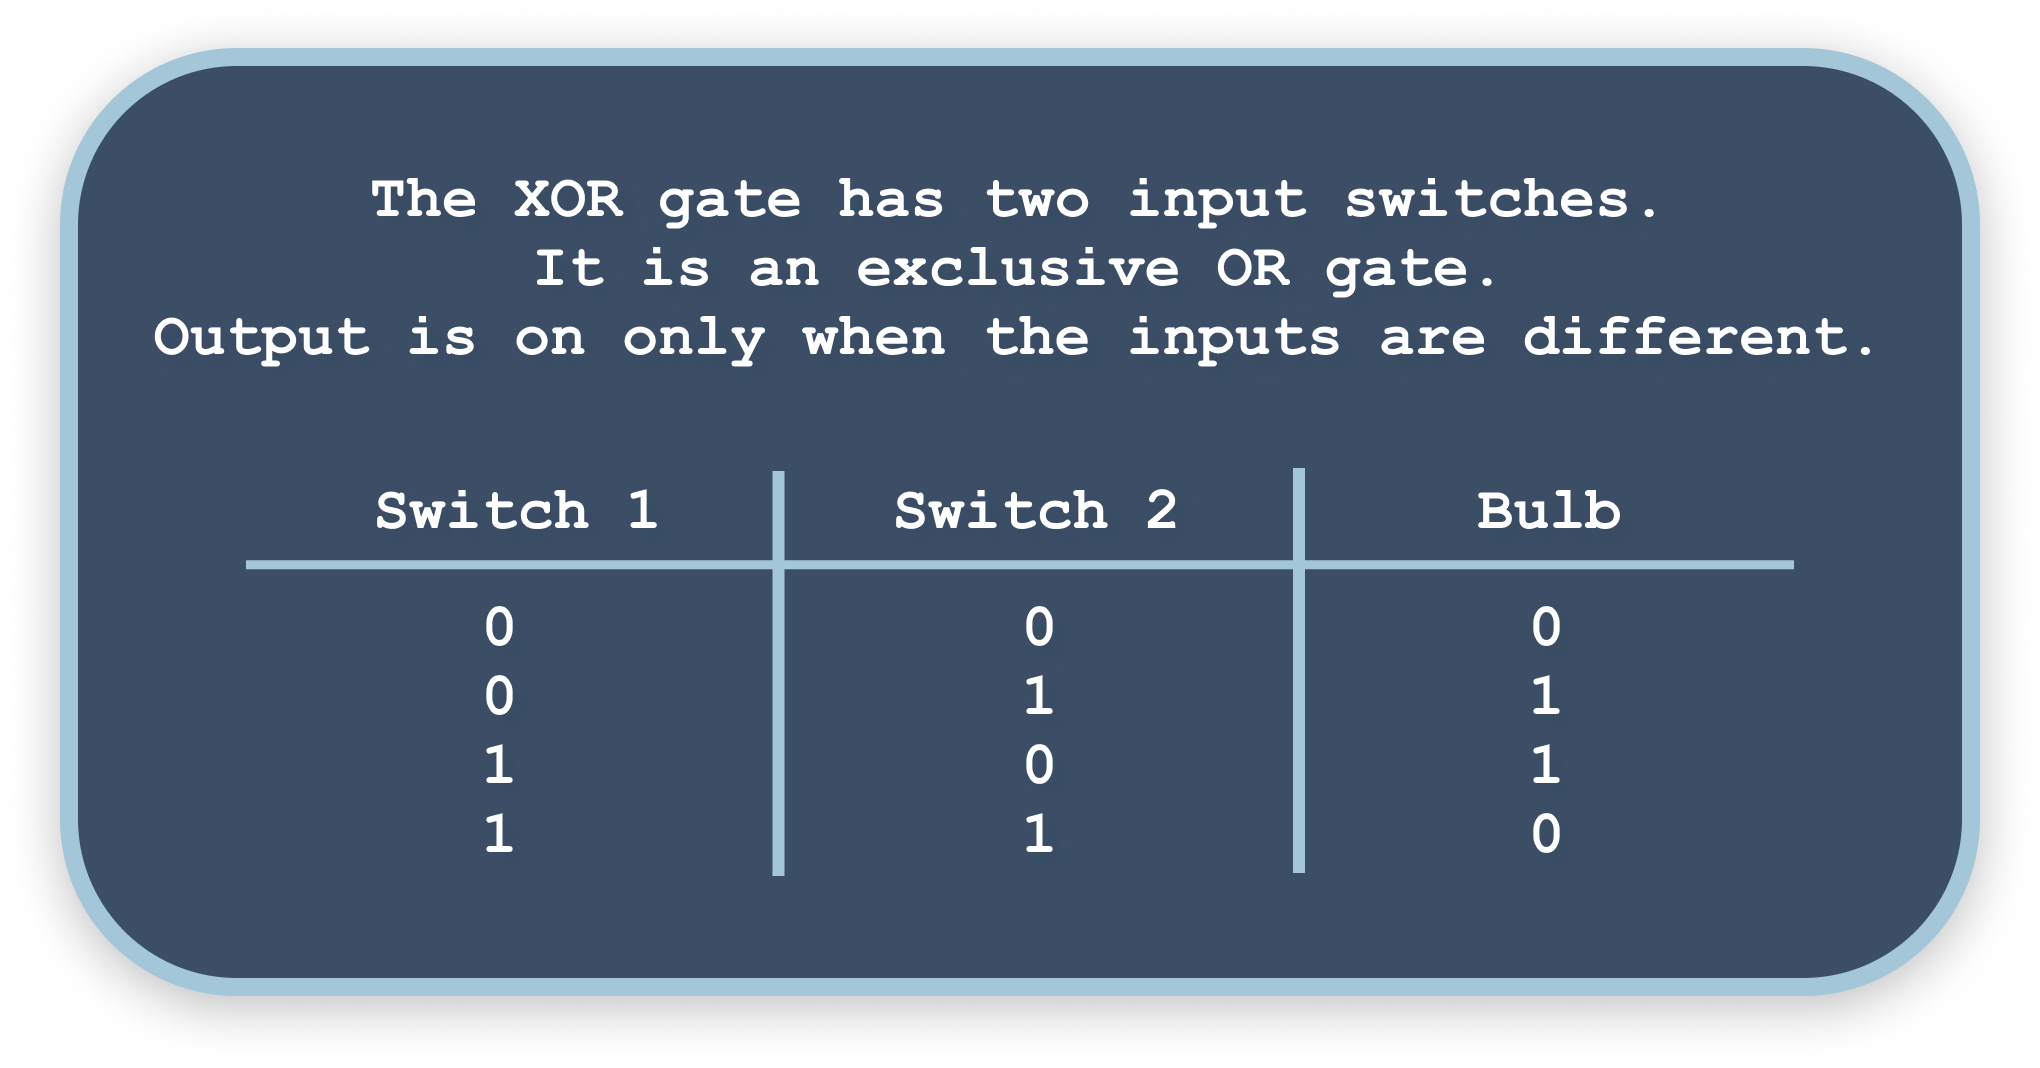 The XOR gate has two input switches.
It is an exclusive OR gate.
Output is on only when the inputs are different.
Switch 1 Switch 2 Bulb
0 0 0
0 1 1
1 0 1
1 1 0